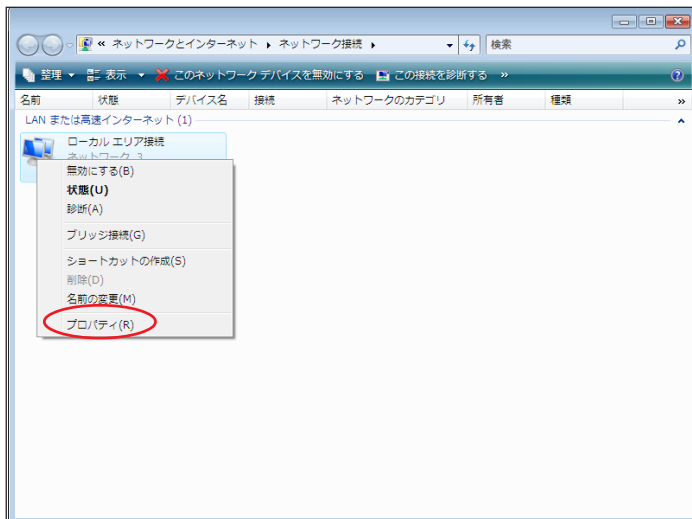 « ネットワークとインターネット ▸ ネットワーク接続 ▸ 検索
整理 表示 このネットワーク デバイスを無効にする この接続を診断する »
名前 状態 デバイス名 接続 ネットワークのカテゴリ 所有者 種類 »
LAN または高速インターネット (1)
ローカル エリア接続
ネットワーク 3
無効にする(B)
状態(U)
診断(A)
ブリッジ接続(G)
ショートカットの作成(S)
削除(D)
名前の変更(M)
プロパティ(R)